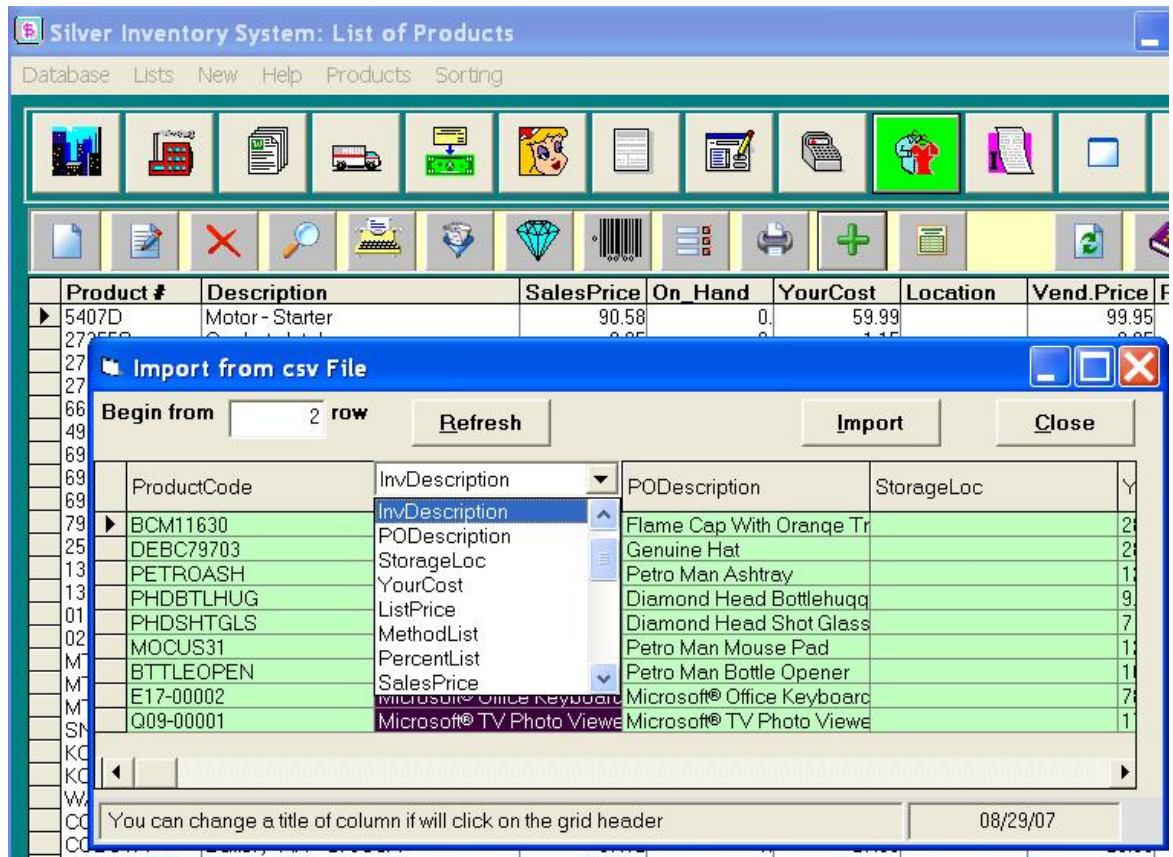 Silver Inventory System: List of Products
Database Lists New Help Products Sorting
Product # Description SalesPrice On_Hand YourCost Location Vend.Price
5407D Motor - Starter 90.58 0. 59.99 99.95
Import from csv File
Begin from 2 row Refresh Import Close
ProductCode InvDescription PODescription StorageLoc Y
InvDescription
PODescription
StorageLoc
YourCost
ListPrice
MethodList
PercentList
SalesPrice
BCM11630 Flame Cap With Orange Tr
DEBC79703 Genuine Hat
PETROASH Petro Man Ashtray
PHDBTLHUG Diamond Head Bottlehugg
PHDSHTGLS Diamond Head Shot Glass
MOCUS31 Petro Man Mouse Pad
BTTLEOPEN Petro Man Bottle Opener
E17-00002 Microsoft® Office Keyboard Microsoft® Office Keyboard
Q09-00001 Microsoft® TV Photo Viewe Microsoft® TV Photo Viewe
You can change a title of column if will click on the grid header 08/29/07